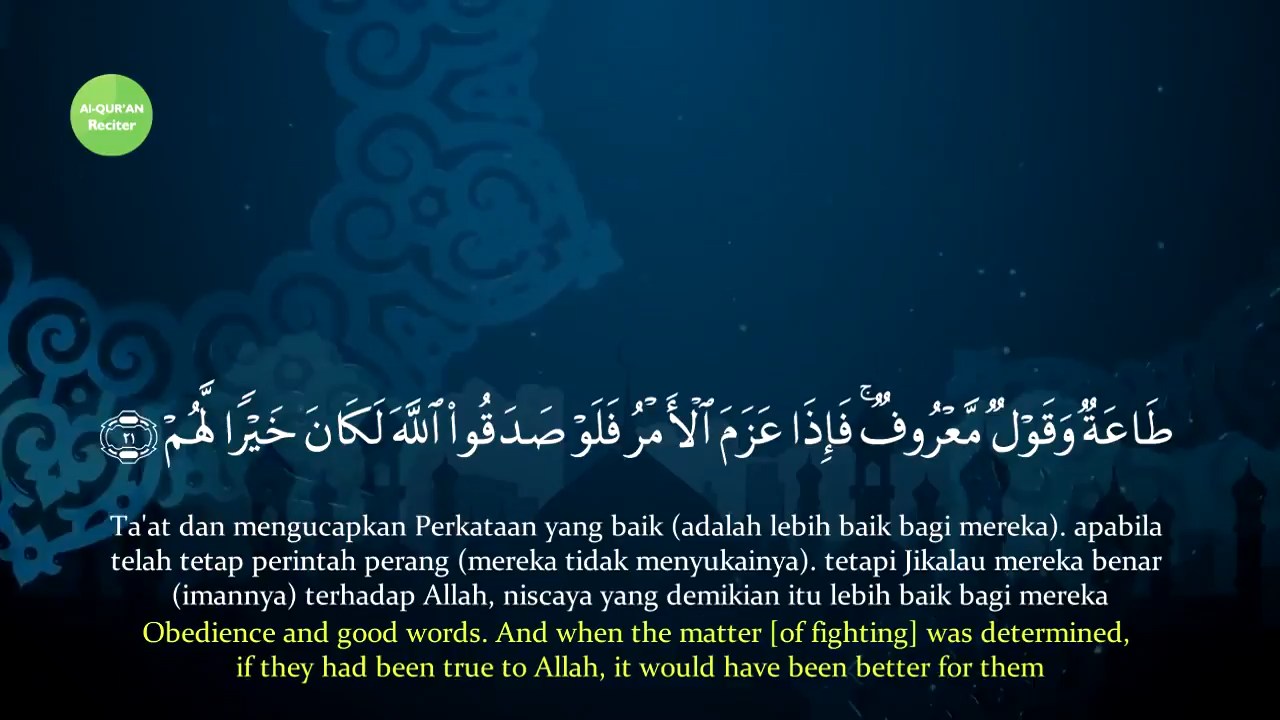 Al-QUR'AN
Reciter
طَاعَةٌ وَقَوْلٌ مَّعْرُوفٌ ۚ فَإِذَا عَزَمَ ٱلْأَمْرُ فَلَوْ صَدَقُوا۟ ٱللَّهَ لَكَانَ خَيْرًا لَّهُمْ ٢١
Ta'at dan mengucapkan Perkataan yang baik (adalah lebih baik bagi mereka). apabila
telah tetap perintah perang (mereka tidak menyukainya). tetapi Jikalau mereka benar
(imannya) terhadap Allah, niscaya yang demikian itu lebih baik bagi mereka
Obedience and good words. And when the matter [of fighting] was determined,
if they had been true to Allah, it would have been better for them